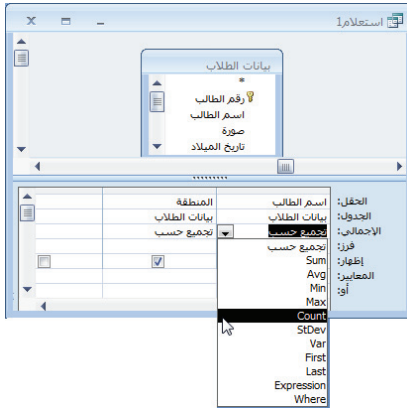 استعلام1
بيانات الطلاب
*
رقم الطالب
اسم الطالب
صورة
تاريخ الميلاد
الحقل: اسم الطالب المنطقة
الجدول: بيانات الطلاب بيانات الطلاب
الإجمالي: تجميع حسب تجميع حسب
فرز: تجميع حسب
إظهار: Sum
المعايير: Avg
أو: Min
Max
Count
StDev
Var
First
Last
Expression
Where